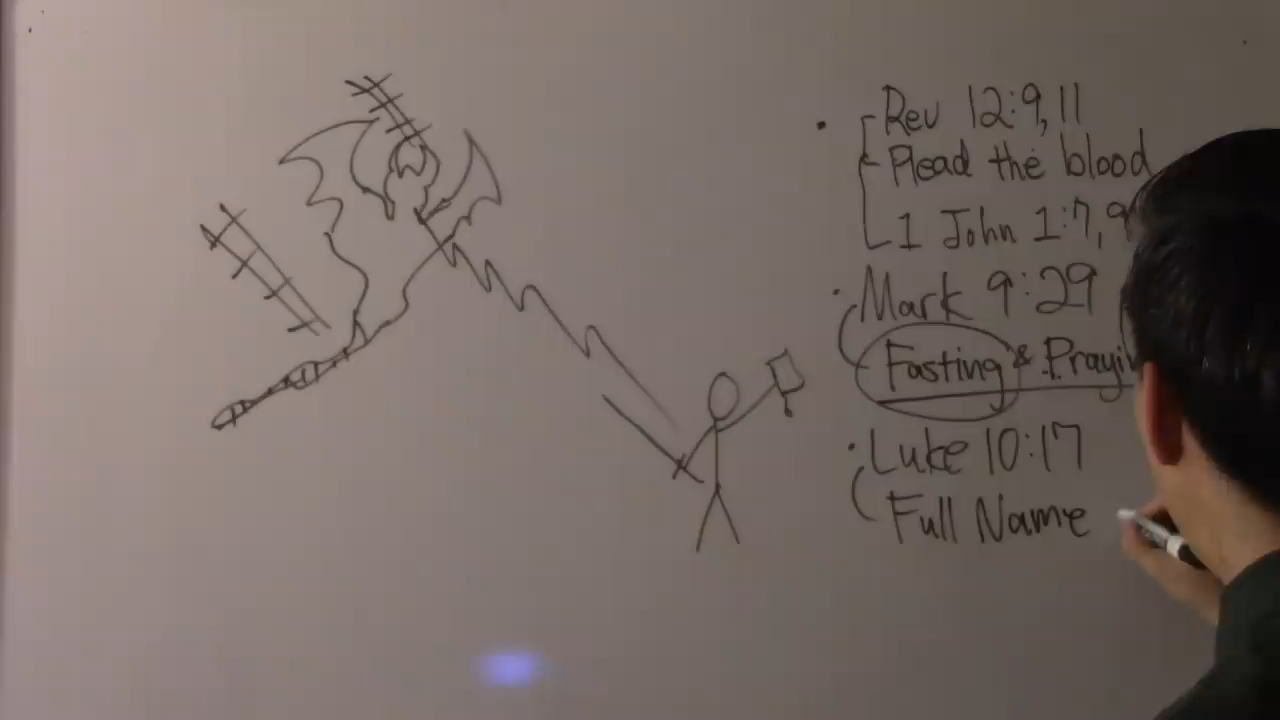 Rev 12:9,11
Plead the blood
1 John 1:7,9
Mark 9:29
Fasting &
Luke 10:17
Full Name